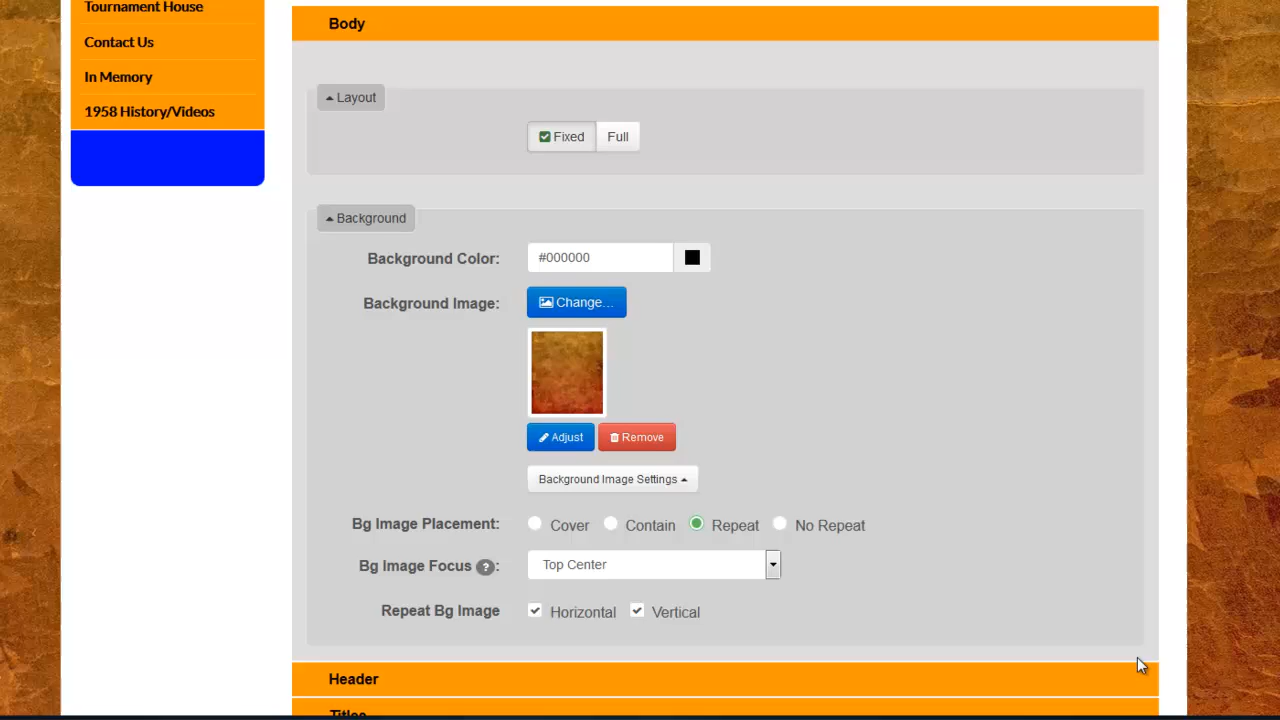 Tournament House
Contact Us
In Memory
1958 History/Videos
Body
Layout
Fixed
Full
Background
Background Color:
#000000
Background Image:
Change...
Adjust
Remove
Background Image Settings
Bg Image Placement:
Cover
Contain
Repeat
No Repeat
Bg Image Focus ?:
Top Center
Repeat Bg Image
Horizontal
Vertical
Header
Titles